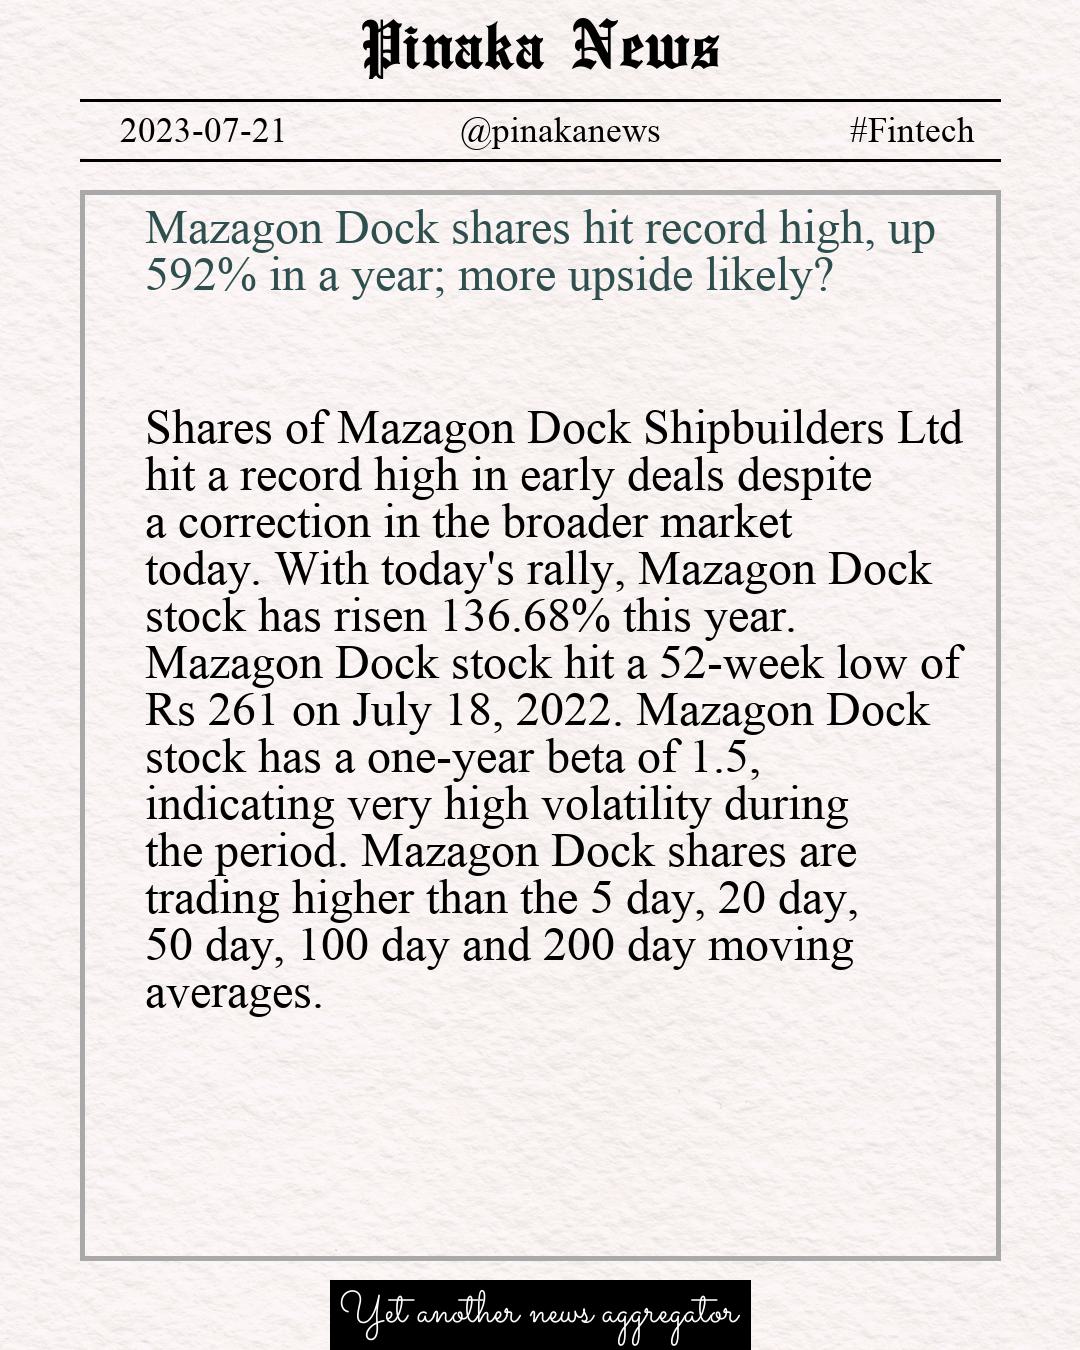 Pinaka News
2023-07-21 @pinakanews #Fintech
Mazagon Dock shares hit record high, up
592% in a year; more upside likely?
Shares of Mazagon Dock Shipbuilders Ltd
hit a record high in early deals despite
a correction in the broader market
today. With today's rally, Mazagon Dock
stock has risen 136.68% this year.
Mazagon Dock stock hit a 52-week low of
Rs 261 on July 18, 2022. Mazagon Dock
stock has a one-year beta of 1.5,
indicating very high volatility during
the period. Mazagon Dock shares are
trading higher than the 5 day, 20 day,
50 day, 100 day and 200 day moving
averages.
Yet another news aggregator